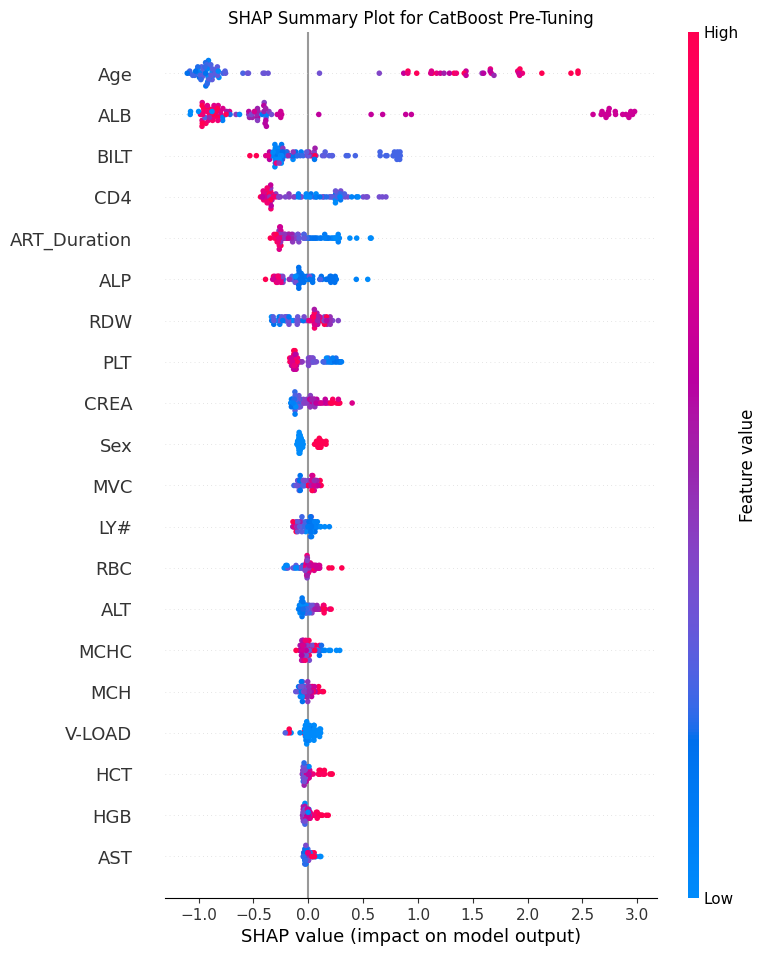 SHAP Summary Plot for CatBoost Pre-Tuning
High
Age
ALB
BILT
CD4
ART_Duration
ALP
RDW
PLT
CREA
Sex
MVC
LY#
RBC
ALT
MCHC
MCH
V-LOAD
HCT
HGB
AST
Feature value
Low
−1.0 −0.5 0.0 0.5 1.0 1.5 2.0 2.5 3.0
SHAP value (impact on model output)